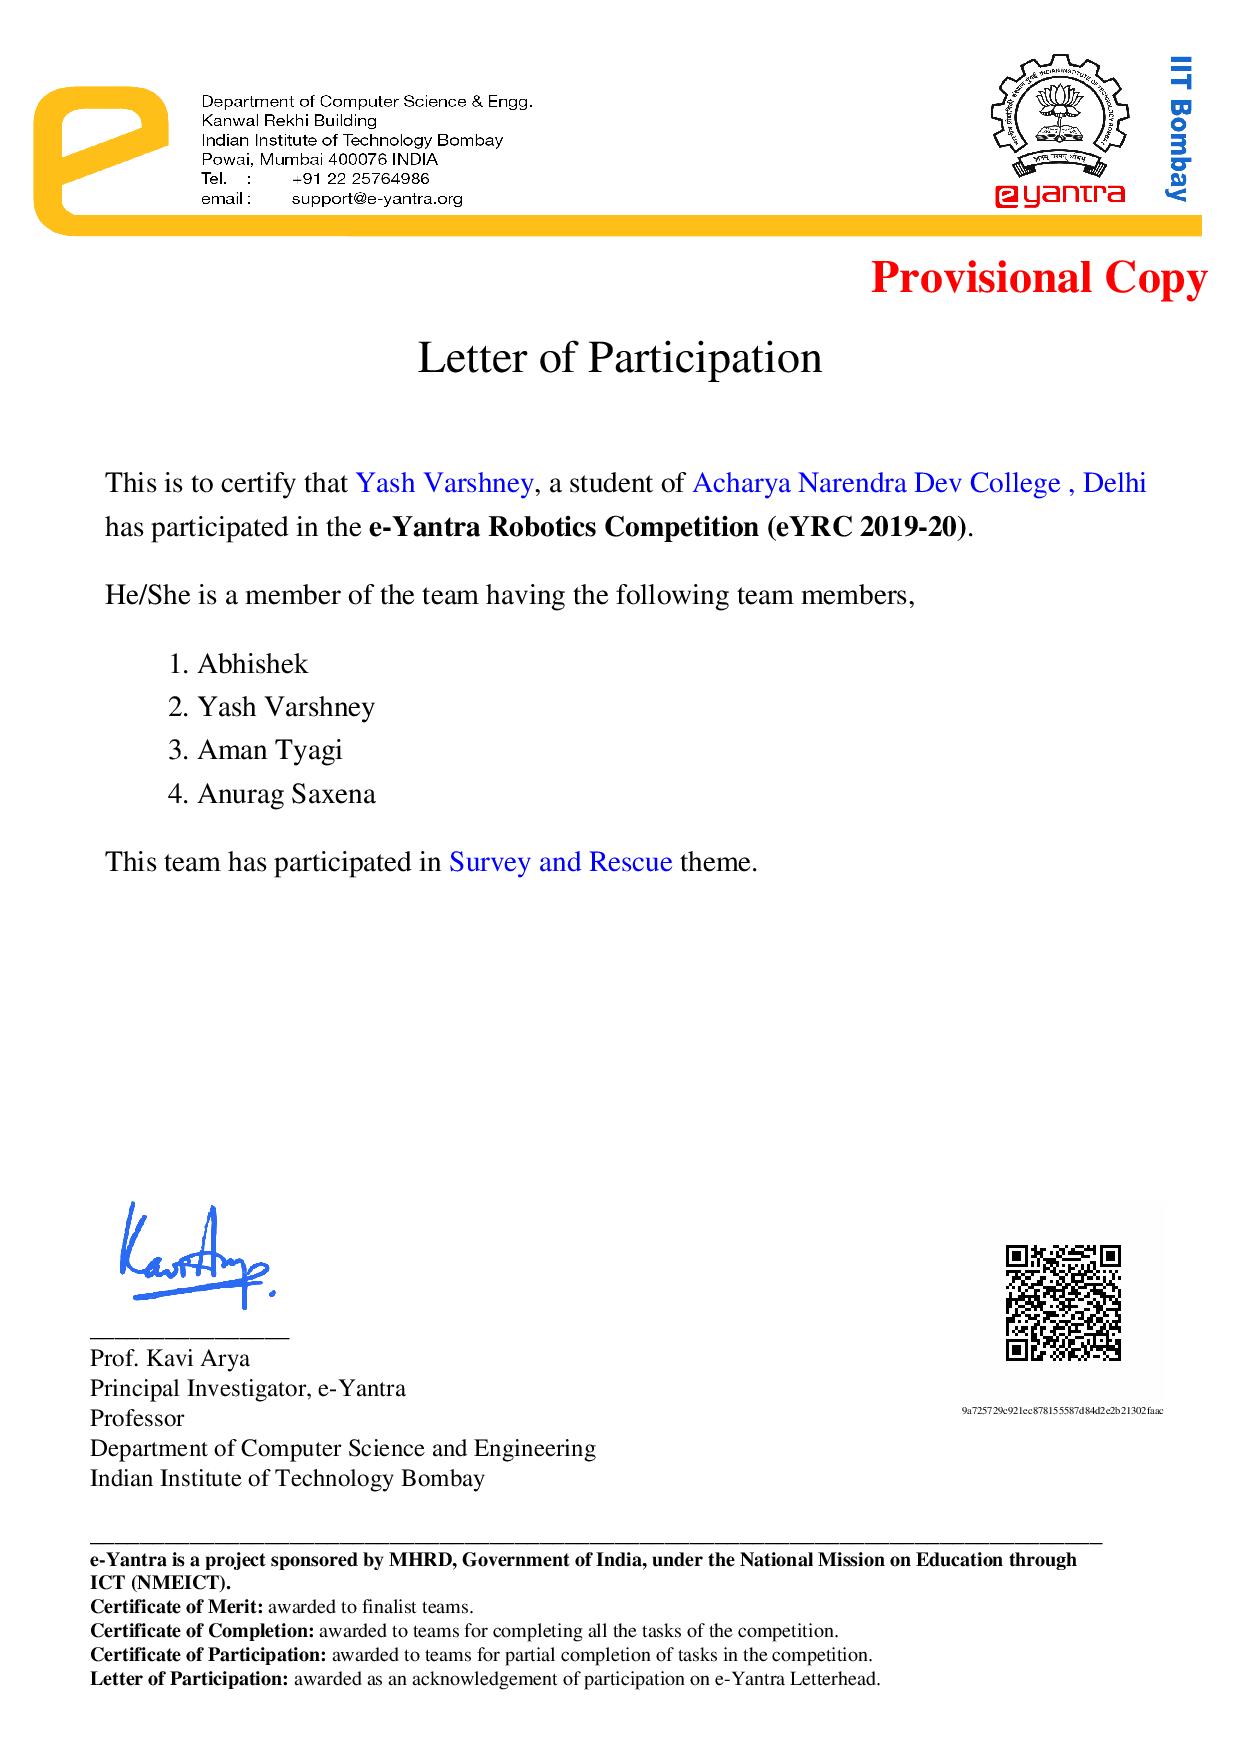 Department of Computer Science & Engg.
Kanwal Rekhi Building
Indian Institute of Technology Bombay
Powai, Mumbai 400076 INDIA
Tel. : +91 22 25764986
email : support@e-yantra.org
e yantra
IIT Bombay
Provisional Copy
Letter of Participation
This is to certify that Yash Varshney, a student of Acharya Narendra Dev College , Delhi
has participated in the e-Yantra Robotics Competition (eYRC 2019-20).
He/She is a member of the team having the following team members,
1. Abhishek
2. Yash Varshney
3. Aman Tyagi
4. Anurag Saxena
This team has participated in Survey and Rescue theme.
Kavi Arya
Prof. Kavi Arya
Principal Investigator, e-Yantra
Professor
Department of Computer Science and Engineering
Indian Institute of Technology Bombay
9a725729c921ec878155587d84d2e2b21302faac
e-Yantra is a project sponsored by MHRD, Government of India, under the National Mission on Education through
ICT (NMEICT).
Certificate of Merit: awarded to finalist teams.
Certificate of Completion: awarded to teams for completing all the tasks of the competition.
Certificate of Participation: awarded to teams for partial completion of tasks in the competition.
Letter of Participation: awarded as an acknowledgement of participation on e-Yantra Letterhead.